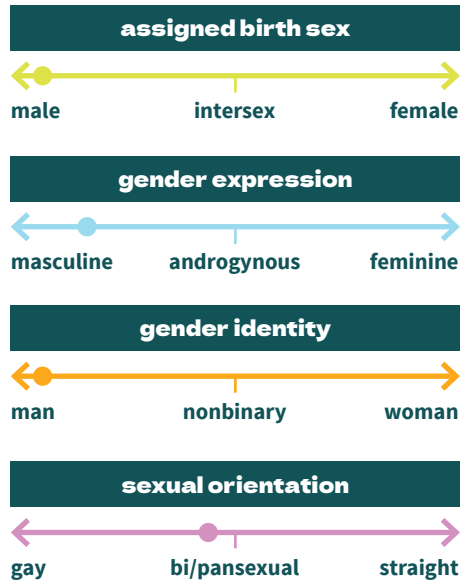 assigned birth sex
male intersex female
gender expression
masculine androgynous feminine
gender identity
man nonbinary woman
sexual orientation
gay bi/pansexual straight